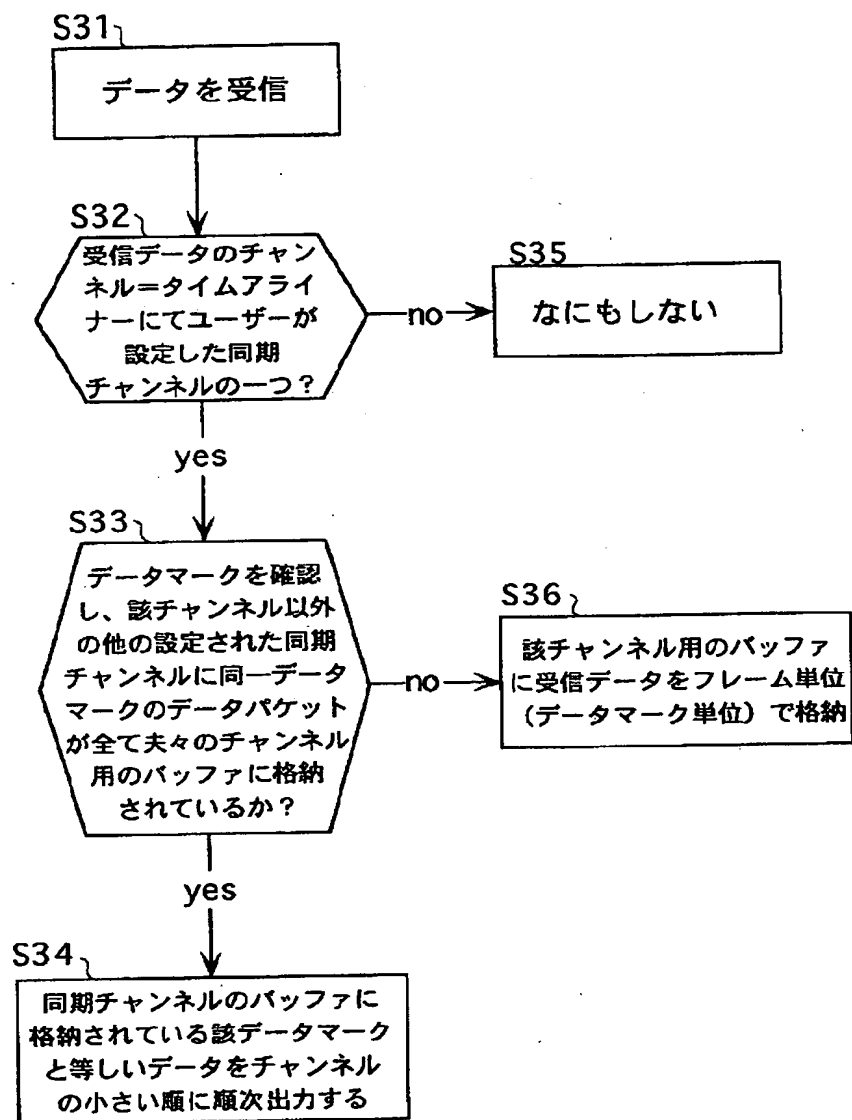 S31
データを受信
S32
受信データのチャン
ネル＝タイムアライ
ナーにてユーザーが
設定した同期
チャンネルの一つ？
no
S35
なにもしない
yes
S33
データマークを確認
し、該チャンネル以外
の他の設定された同期
チャンネルに同一データ
マークのデータパケット
が全て夫々のチャンネル
用のバッファに格納
されているか？
no
S36
該チャンネル用のバッファ
に受信データをフレーム単位
（データマーク単位）で格納
yes
S34
同期チャンネルのバッファに
格納されている該データマーク
と等しいデータをチャンネル
の小さい順に順次出力する